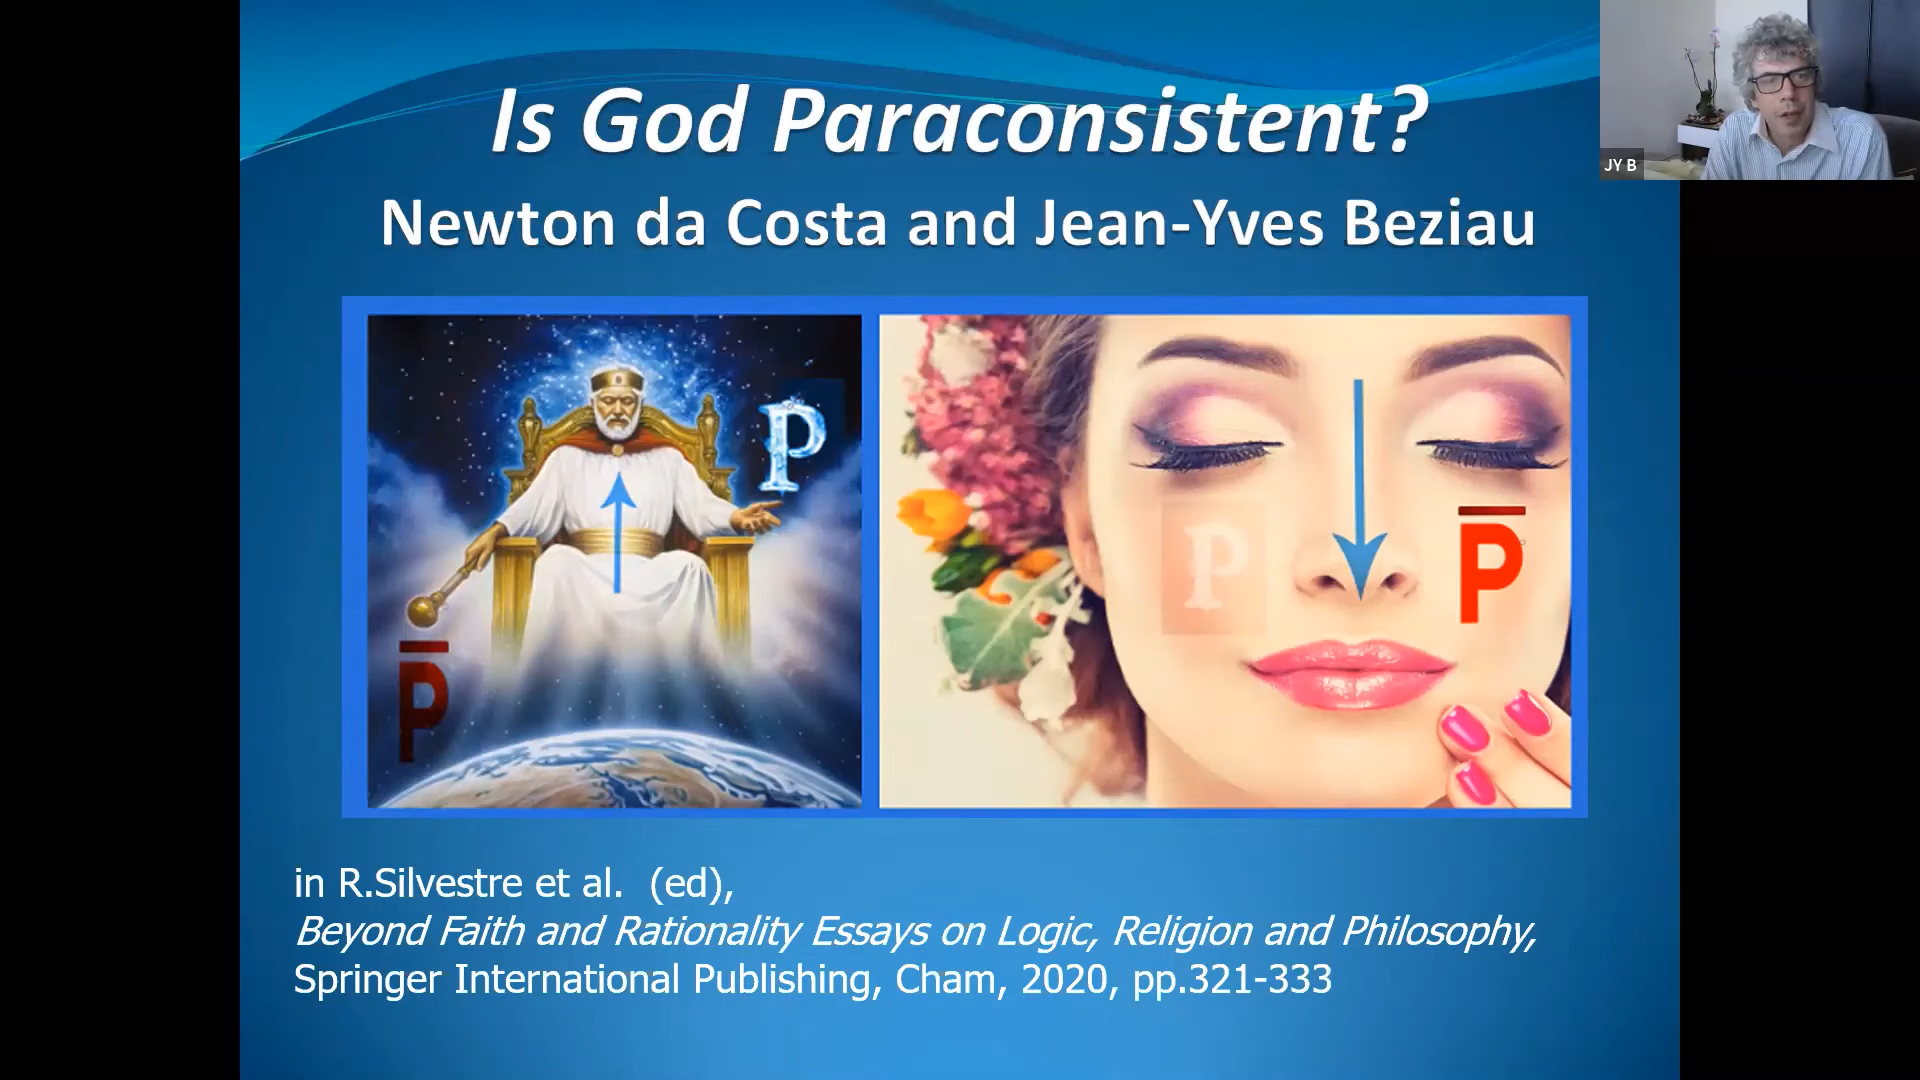 Is God Paraconsistent?
Newton da Costa and Jean-Yves Beziau
JY B
P
P̅
P
P̅
in R.Silvestre et al. (ed),
Beyond Faith and Rationality Essays on Logic, Religion and Philosophy,
Springer International Publishing, Cham, 2020, pp.321-333